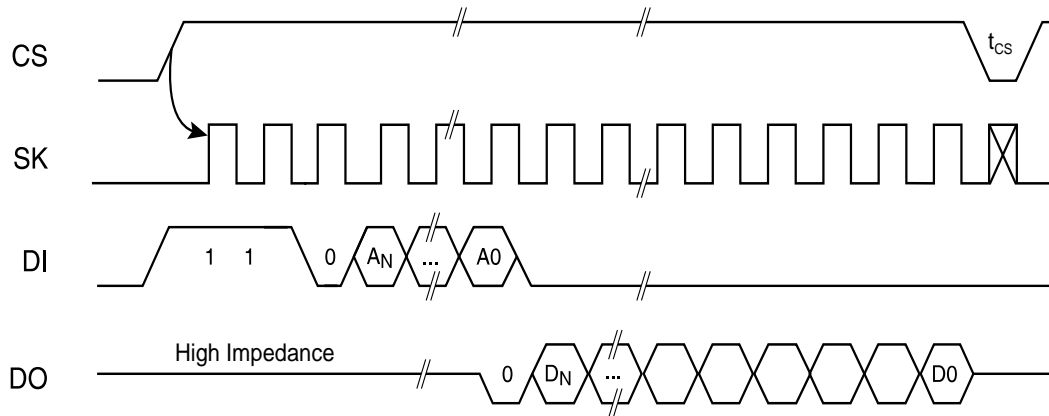 CS
t_CS
SK
DI
1 1 0 A_N ... A0
DO
High Impedance
0 D_N ... D0